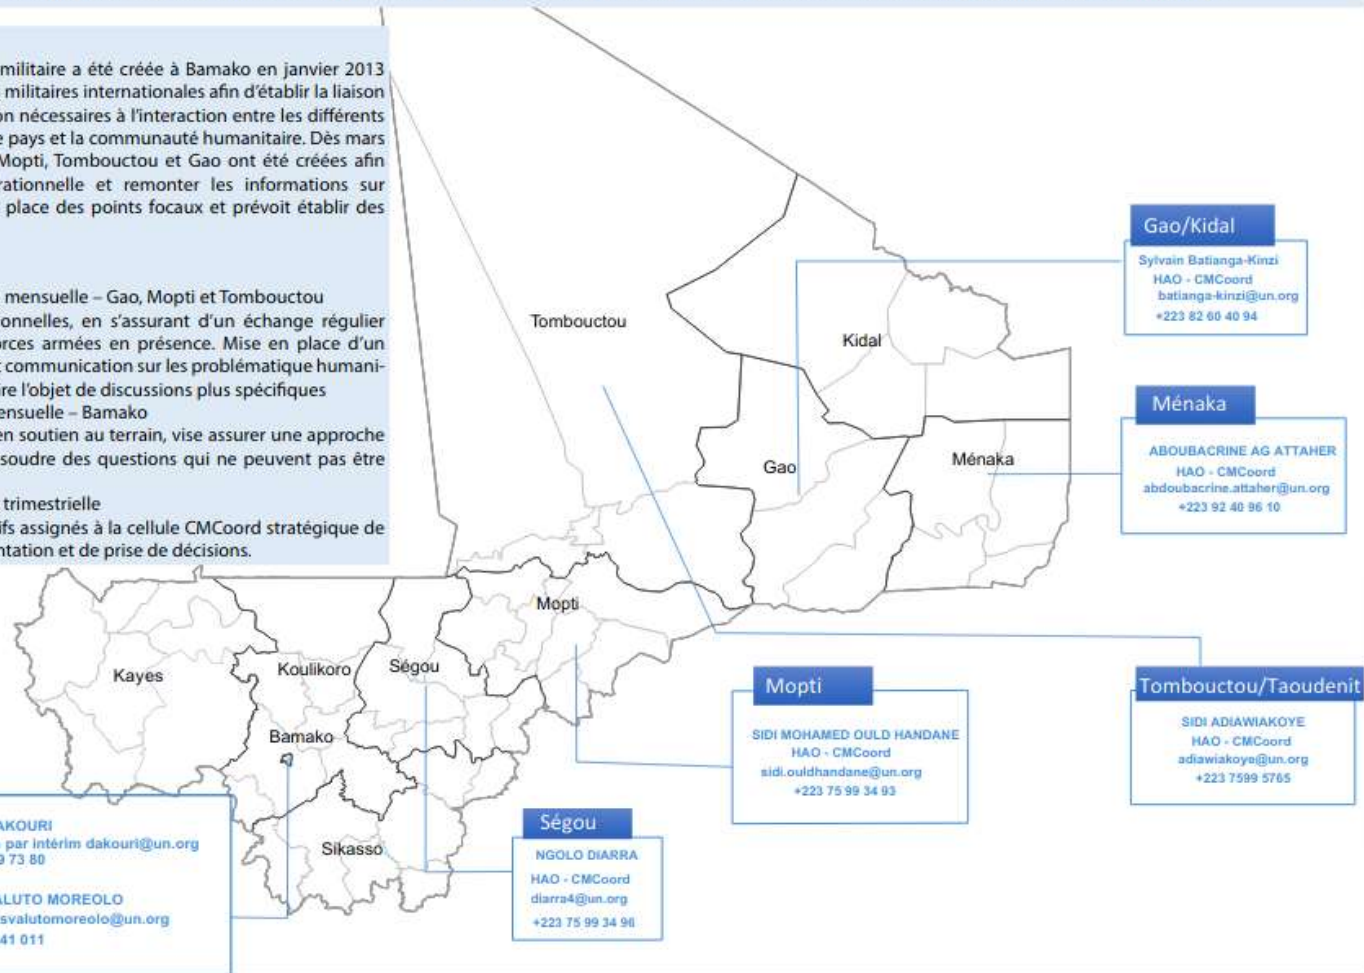 militaire a été créée à Bamako en janvier 2013
militaires internationales afin d'établir la liaison
on nécessaires à l'interaction entre les différents
e pays et la communauté humanitaire. Dès mars
Mopti, Tombouctou et Gao ont été créées afin
rationnelle et remonter les informations sur
place des points focaux et prévoit établir des
mensuelle – Gao, Mopti et Tombouctou
onnelles, en s'assurant d'un échange régulier
orces armées en présence. Mise en place d'un
t communication sur les problématique humani-
ire l'objet de discussions plus spécifiques
ensuelle – Bamako
en soutien au terrain, vise assurer une approche
soudre des questions qui ne peuvent pas être
trimestrielle
ifs assignés à la cellule CMCoord stratégique de
ntation et de prise de décisions.
Tombouctou
Kidal
Gao
Ménaka
Mopti
Kayes
Koulikoro
Ségou
Bamako
Sikasso
Gao/Kidal
Sylvain Batianga-Kinzi
HAO - CMCoord
batianga-kinzi@un.org
+223 82 60 40 94
Ménaka
ABOUBACRINE AG ATTAHER
HAO - CMCoord
abdoubacrine.attaher@un.org
+223 92 40 96 10
Tombouctou/Taoudenit
SIDI ADIAWIAKOYE
HAO - CMCoord
adiawiakoye@un.org
+223 7599 5765
Mopti
SIDI MOHAMED OULD HANDANE
HAO - CMCoord
sidi.ouldhandane@un.org
+223 75 99 34 93
Ségou
NGOLO DIARRA
HAO - CMCoord
diarra4@un.org
+223 75 99 34 96
AKOURI
par intérim dakouri@un.org
9 73 80
ALUTO MOREOLO
svalutomoreolo@un.org
41 011